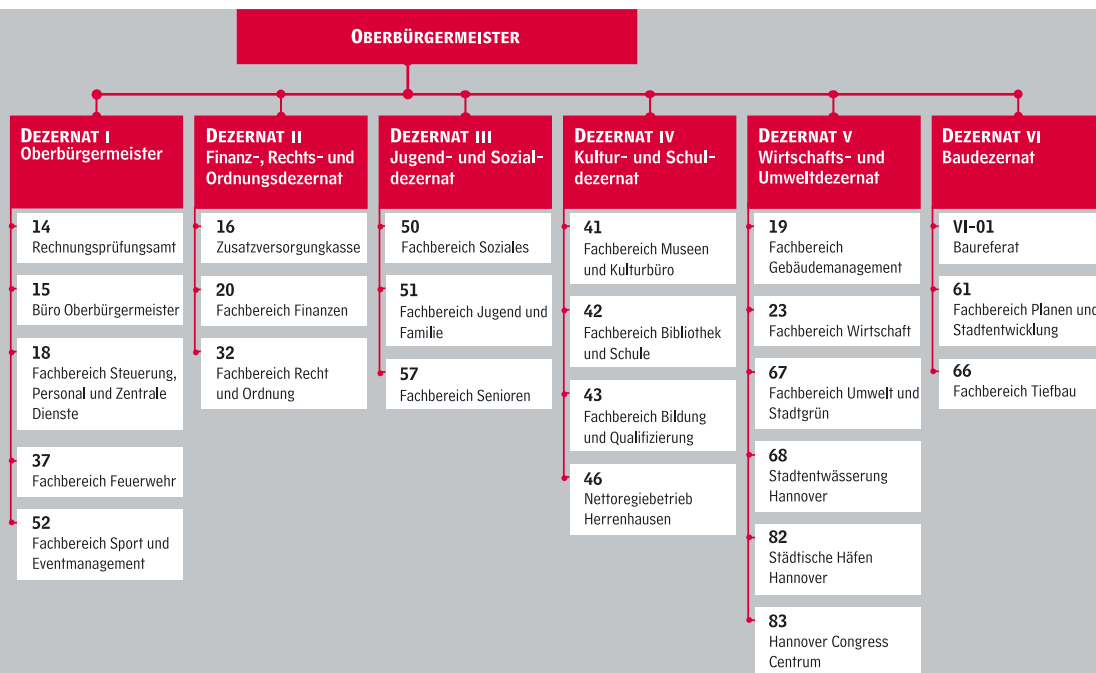 OBERBÜRGERMEISTER
DEZERNAT I
Oberbürgermeister
14
Rechnungsprüfungsamt
15
Büro Oberbürgermeister
18
Fachbereich Steuerung,
Personal und Zentrale
Dienste
37
Fachbereich Feuerwehr
52
Fachbereich Sport und
Eventmanagement
DEZERNAT II
Finanz-, Rechts- und
Ordnungsdezernat
16
Zusatzversorgungkasse
20
Fachbereich Finanzen
32
Fachbereich Recht
und Ordnung
DEZERNAT III
Jugend- und Sozial-
dezernat
50
Fachbereich Soziales
51
Fachbereich Jugend und
Familie
57
Fachbereich Senioren
DEZERNAT IV
Kultur- und Schul-
dezernat
41
Fachbereich Museen
und Kulturbüro
42
Fachbereich Bibliothek
und Schule
43
Fachbereich Bildung
und Qualifizierung
46
Nettoregiebetrieb
Herrenhausen
DEZERNAT V
Wirtschafts- und
Umweltdezernat
19
Fachbereich
Gebäudemanagement
23
Fachbereich Wirtschaft
67
Fachbereich Umwelt und
Stadtgrün
68
Stadtentwässerung
Hannover
82
Städtische Häfen
Hannover
83
Hannover Congress
Centrum
DEZERNAT VI
Baudezernat
VI-01
Baureferat
61
Fachbereich Planen und
Stadtentwicklung
66
Fachbereich Tiefbau